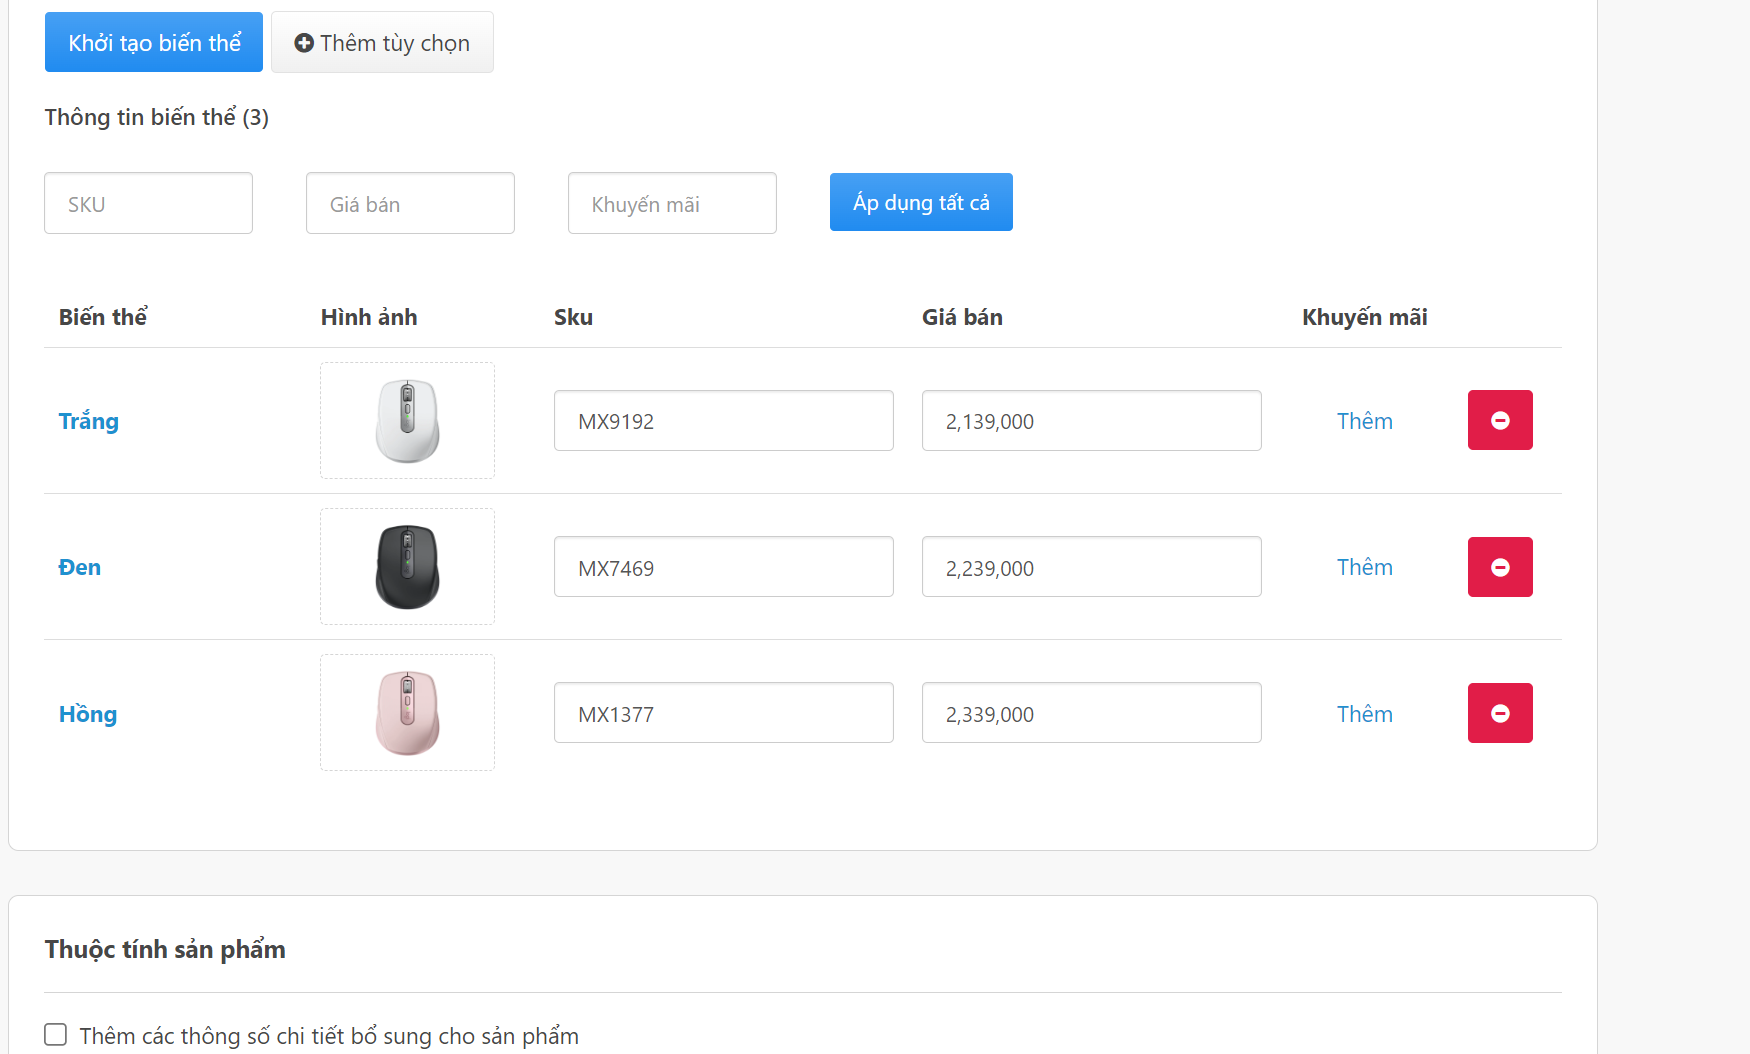 Khởi tạo biến thể
Thêm tùy chọn
Thông tin biến thể (3)
SKU
Giá bán
Khuyến mãi
Áp dụng tất cả
Biến thể Hình ảnh Sku Giá bán Khuyến mãi
Trắng MX9192 2,139,000 Thêm
Đen MX7469 2,239,000 Thêm
Hồng MX1377 2,339,000 Thêm
Thuộc tính sản phẩm
Thêm các thông số chi tiết bổ sung cho sản phẩm